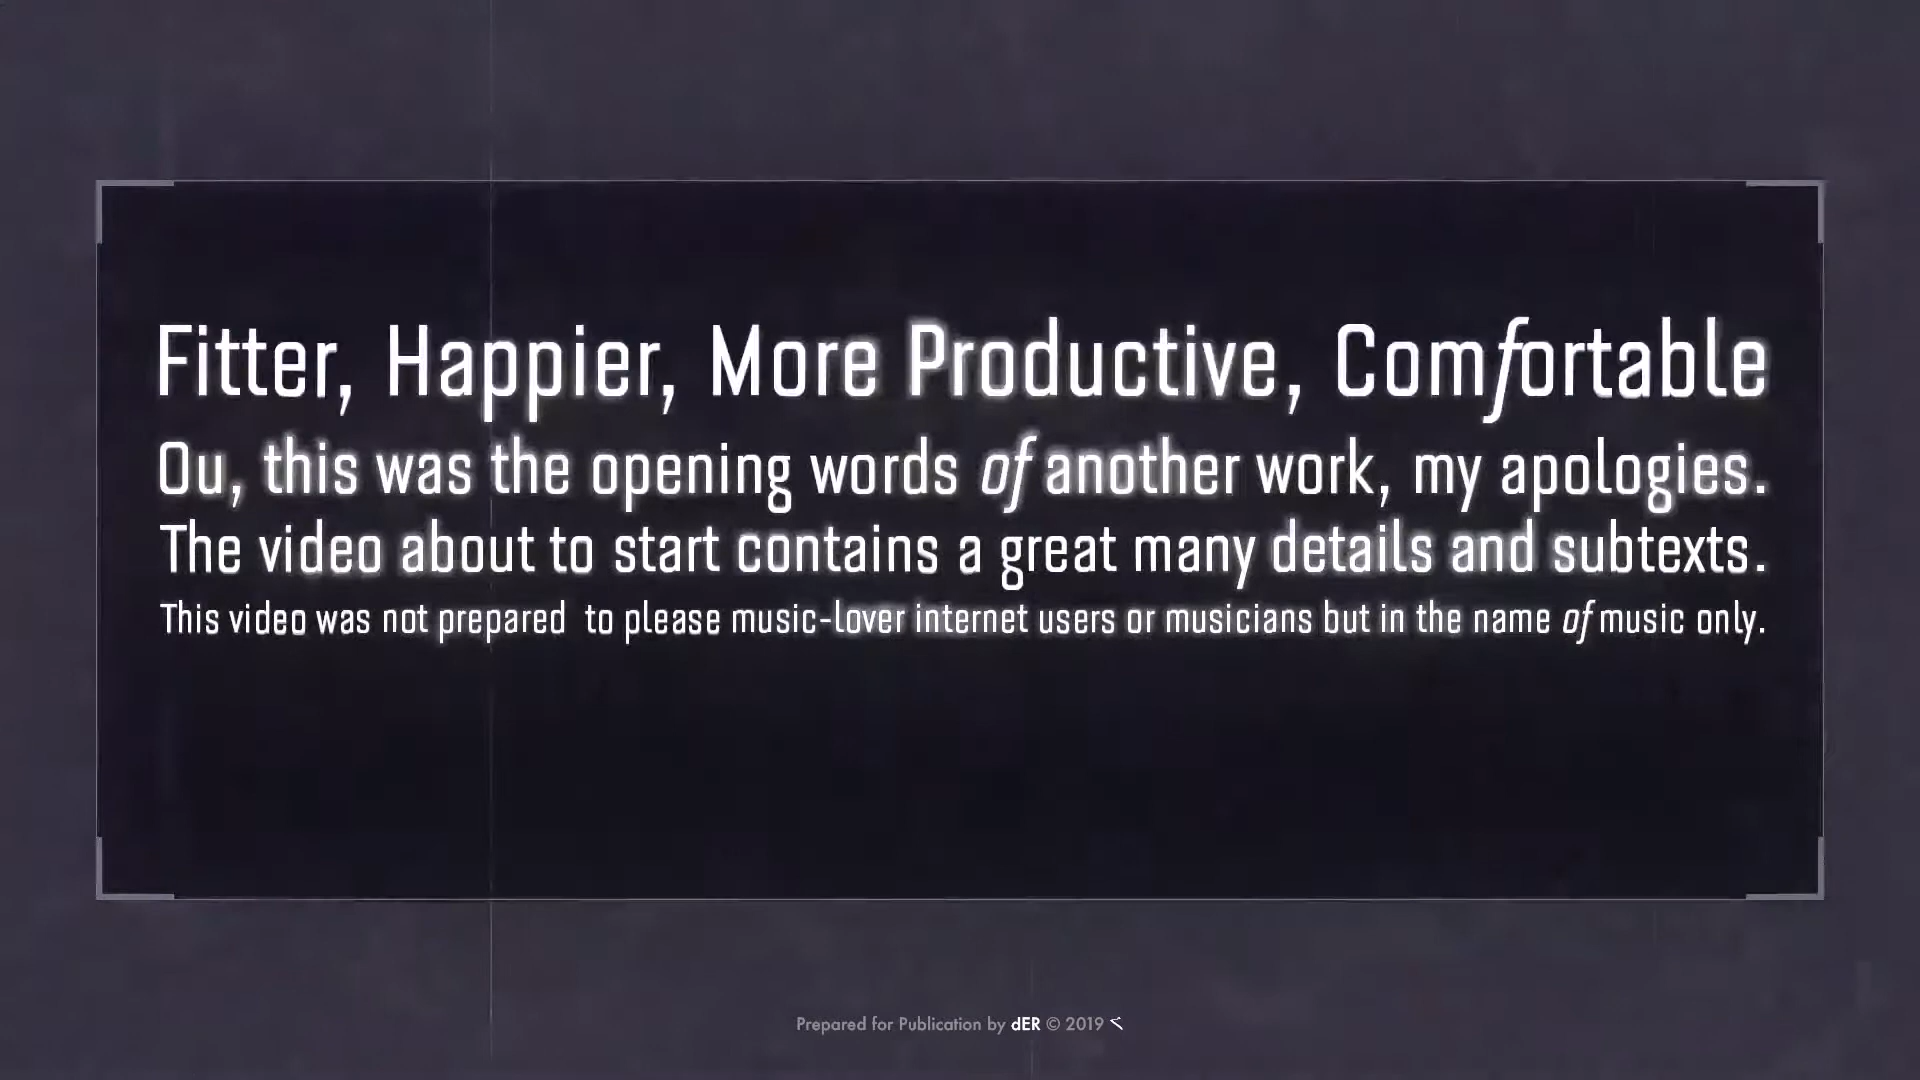 Fitter, Happier, More Productive, Comfortable
Ou, this was the opening words of another work, my apologies.
The video about to start contains a great many details and subtexts.
This video was not prepared to please music-lover internet users or musicians but in the name of music only.
Prepared for Publication by dER © 2019